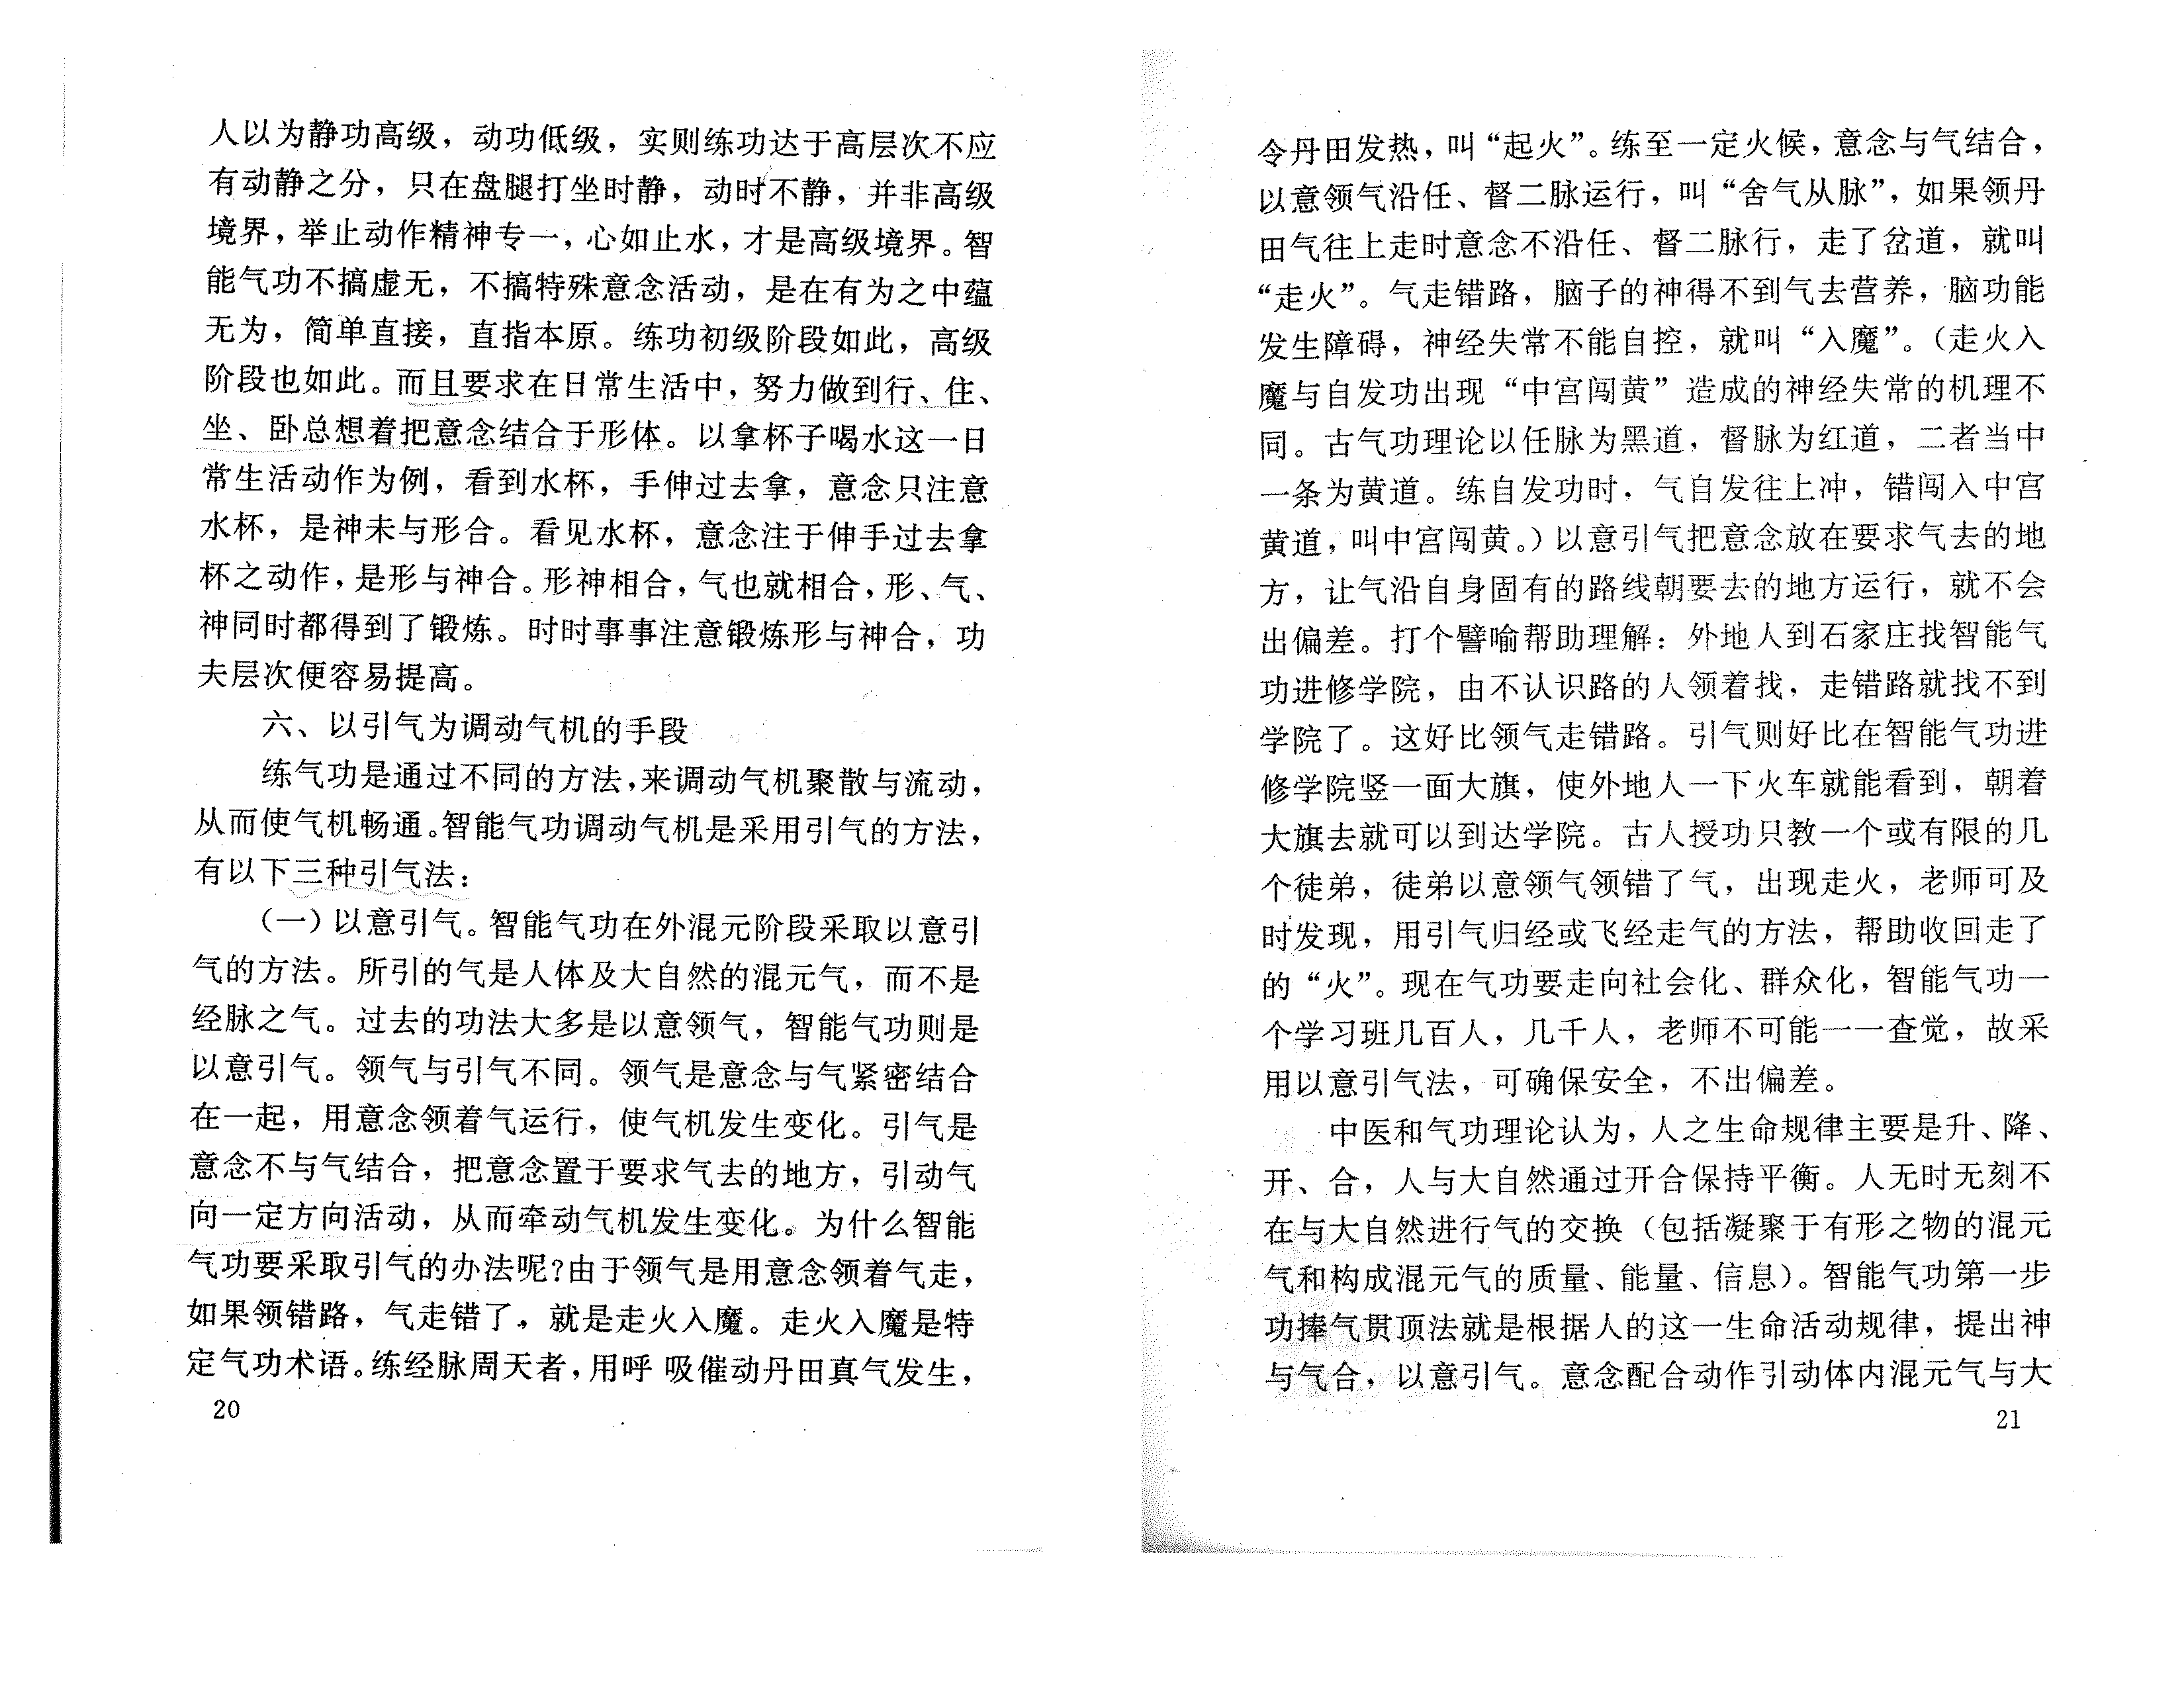 人以为静功高级，动功低级，实则练功达于高层次不应
有动静之分，只在盘腿打坐时静，动时不静，并非高级
境界，举止动作精神专一，心如止水，才是高级境界。智
能气功不搞虚无，不搞特殊意念活动，是在有为之中蕴
无为，简单直接，直指本原。练功初级阶段如此，高级
阶段也如此。而且要求在日常生活中，努力做到行、住、
坐、卧总想着把意念结合于形体。以拿杯子喝水这一日
常生活动作为例，看到水杯，手伸过去拿，意念只注意
水杯，是神未与形合。看见水杯，意念注于伸手过去拿
杯之动作，是形与神合。形神相合，气也就相合，形、气、
神同时都得到了锻炼。时时事事注意锻炼形与神合，功
夫层次便容易提高。
六、以引气为调动气机的手段
练气功是通过不同的方法，来调动气机聚散与流动，
从而使气机畅通。智能气功调动气机是采用引气的方法，
有以下三种引气法：
（一）以意引气。智能气功在外混元阶段采取以意引
气的方法。所引的气是人体及大自然的混元气，而不是
经脉之气。过去的功法大多是以意领气，智能气功则是
以意引气。领气与引气不同。领气是意念与气紧密结合
在一起，用意念领着气运行，使气机发生变化。引气是
意念不与气结合，把意念置于要求气去的地方，引动气
向一定方向活动，从而牵动气机发生变化。为什么智能
气功要采取引气的办法呢？由于领气是用意念领着气走，
如果领错路，气走错了，就是走火入魔。走火入魔是特
定气功术语。练经脉周天者，用呼 吸催动丹田真气发生，
20
令丹田发热，叫“起火”。练至一定火候，意念与气结合，
以意领气沿任、督二脉运行，叫“舍气从脉”，如果领丹
田气往上走时意念不沿任、督二脉行，走了岔道，就叫
“走火”。气走错路，脑子的神得不到气去营养，脑功能
发生障碍，神经失常不能自控，就叫“入魔”。（走火入
魔与自发功出现“中宫闯黄”造成的神经失常的机理不
同。古气功理论以任脉为黑道，督脉为红道，二者当中
一条为黄道。练自发功时，气自发往上冲，错闯入中宫
黄道，叫中宫闯黄。）以意引气把意念放在要求气去的地
方，让气沿自身固有的路线朝要去的地方运行，就不会
出偏差。打个譬喻帮助理解：外地人到石家庄找智能气
功进修学院，由不认识路的人领着找，走错路就找不到
学院了。这好比领气走错路。引气则好比在智能气功进
修学院竖一面大旗，使外地人一下火车就能看到，朝着
大旗去就可以到达学院。古人授功只教一个或有限的几
个徒弟，徒弟以意领气领错了气，出现走火，老师可及
时发现，用引气归经或飞经走气的方法，帮助收回走了
的“火”。现在气功要走向社会化、群众化，智能气功一
个学习班几百人，几千人，老师不可能一一查觉，故采
用以意引气法，可确保安全，不出偏差。
中医和气功理论认为，人之生命规律主要是升、降、
开、合，人与大自然通过开合保持平衡。人无时无刻不
在与大自然进行气的交换（包括凝聚于有形之物的混元
气和构成混元气的质量、能量、信息）。智能气功第一步
功捧气贯顶法就是根据人的这一生命活动规律，提出神
与气合，以意引气。意念配合动作引动体内混元气与大
21